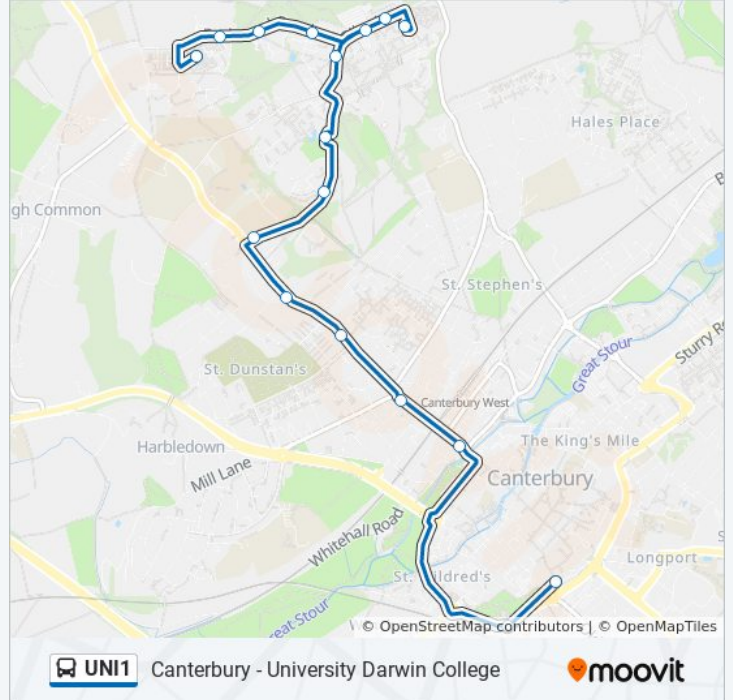 Hales Place
gh Common
St. Stephen's
Great Stour
Sturry R
St. Dunstan's
Canterbury West
Harbledown
The King's Mile
Mill Lane
Canterbury
Whitehall Road
Longport
St. Mildred's
reat Stour
© OpenStreetMap contributors | © OpenMapTiles
UNI1 Canterbury - University Darwin College
moovit